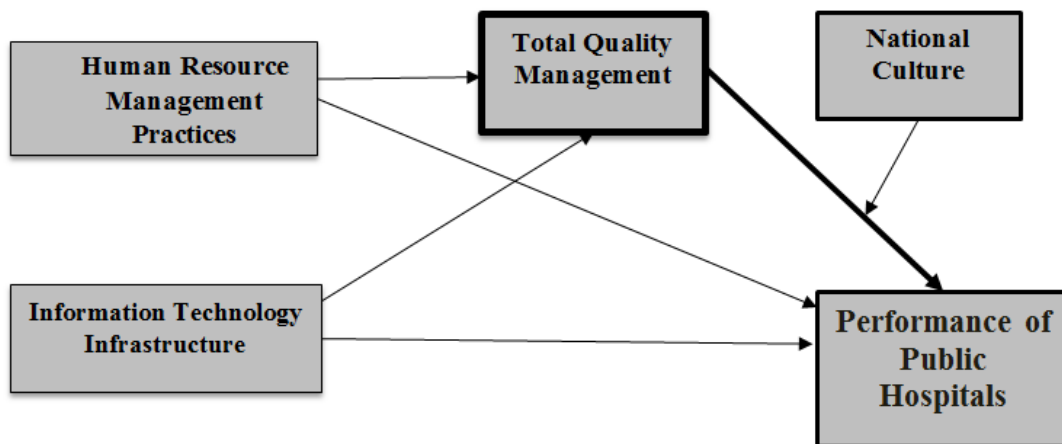 Human Resource
Management
Practices
Total Quality
Management
National
Culture
Information Technology
Infrastructure
Performance of
Public
Hospitals